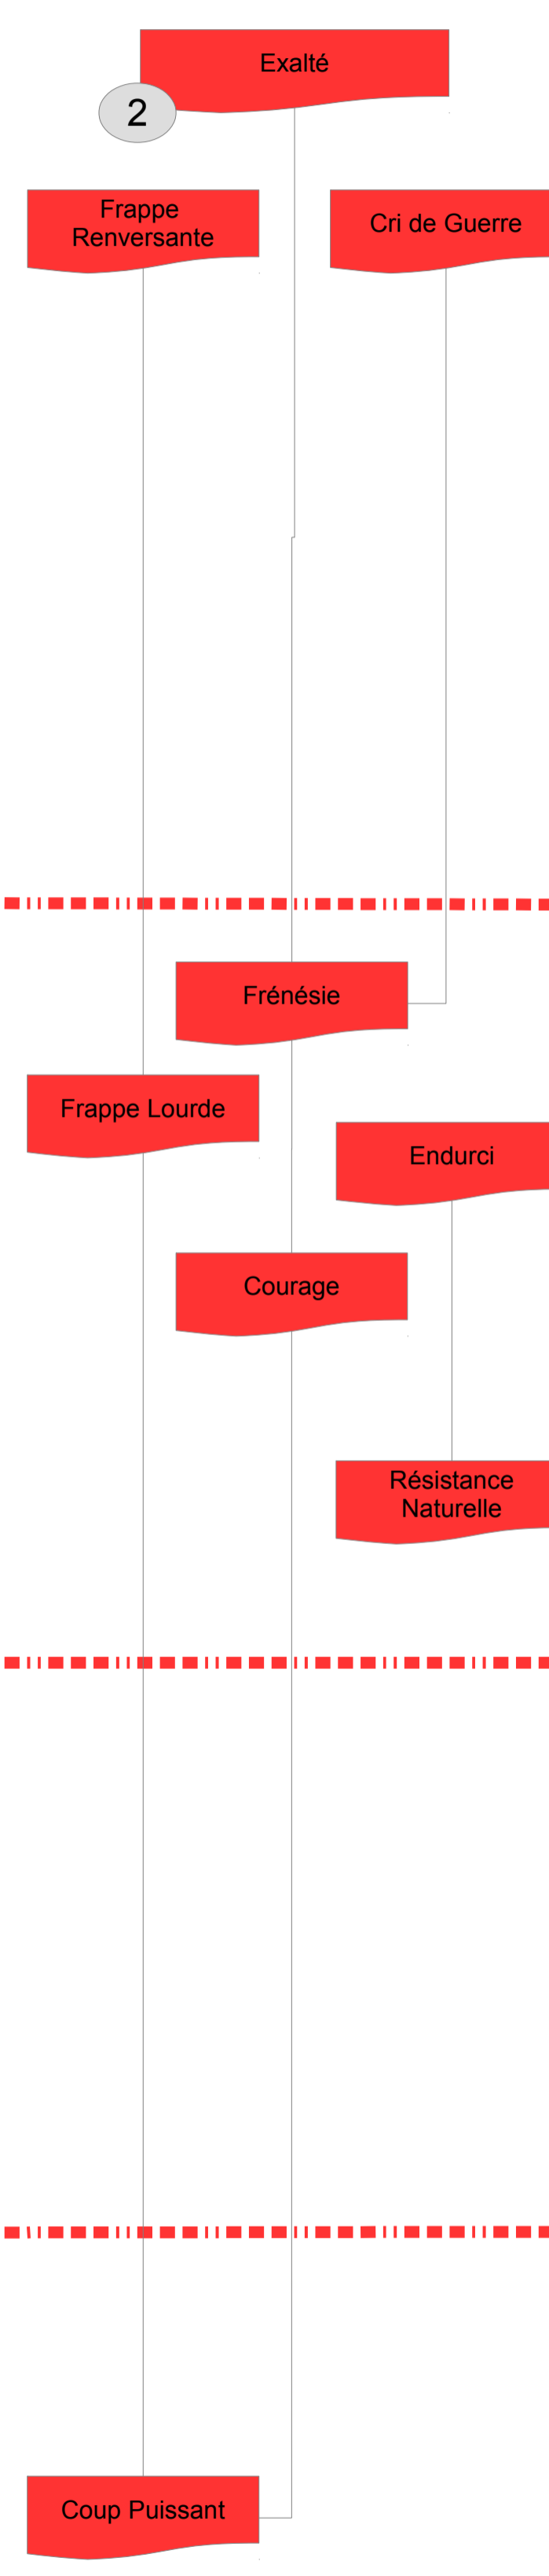 Exalté
2
Frappe
Renversante
Cri de Guerre
Frénésie
Frappe Lourde
Endurci
Courage
Résistance
Naturelle
Coup Puissant